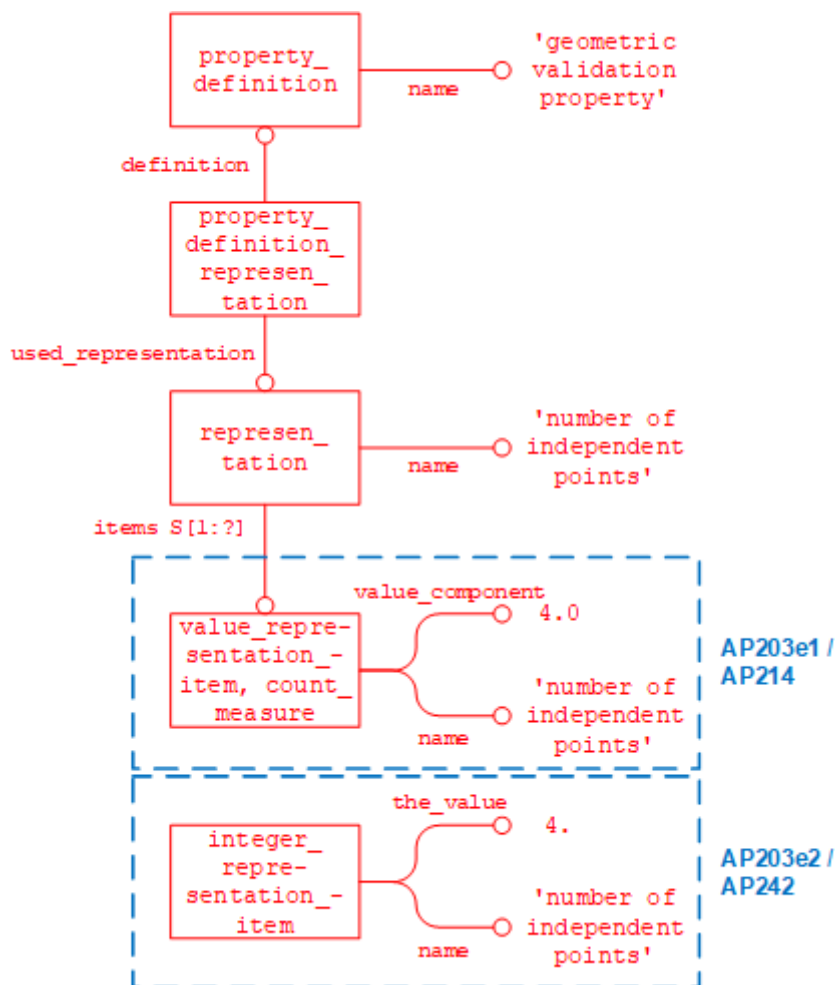 property_
definition
name
'geometric
validation
property'
definition
property_
definition_
represen_
tation
used_representation
represen_
tation
name
'number of
independent
points'
items S[1:?]
value_component
4.0
value_repre-
sentation_-
item, count_
measure
name
'number of
independent
points'
AP203e1 /
AP214
the_value
4.
integer_
repre-
sentation_-
item
name
'number of
independent
points'
AP203e2 /
AP242